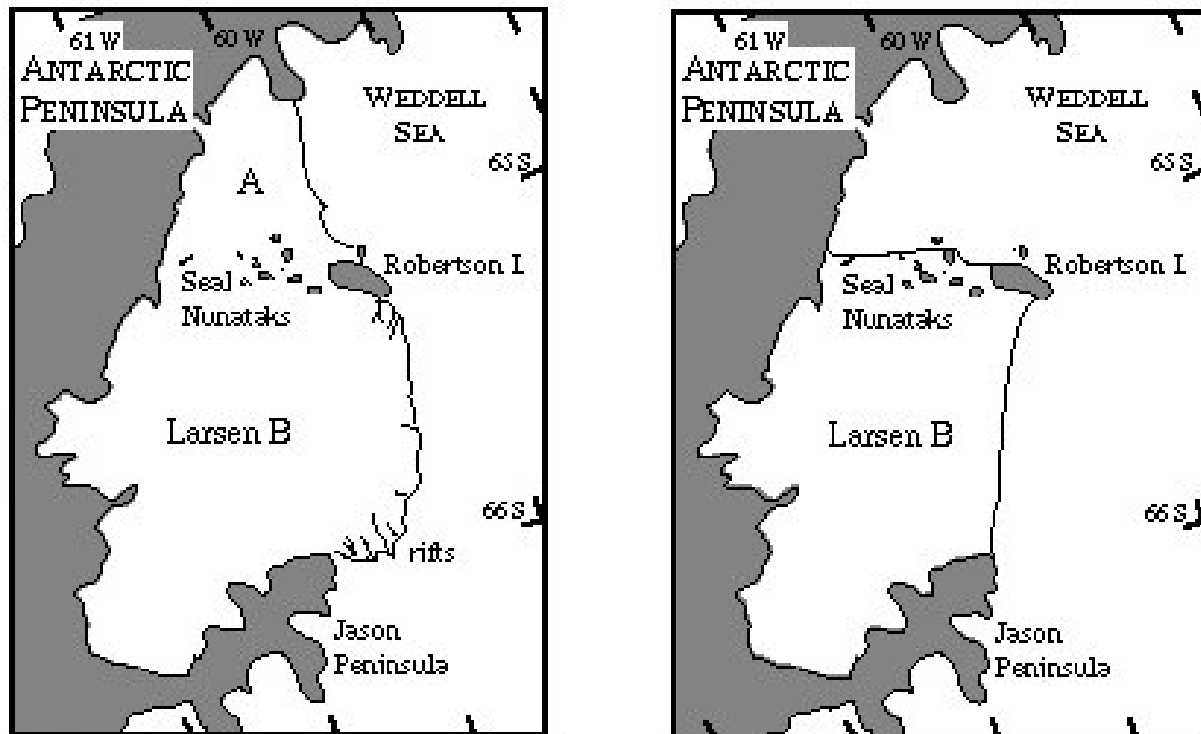 61 W
60 W
ANTARCTIC
PENINSULA
WEDDELL
SEA
65 S
A
Robertson I.
Seal
Nunataks
Larsen B
66 S
rifts
Jason
Peninsula
61 W
60 W
ANTARCTIC
PENINSULA
WEDDELL
SEA
65 S
Robertson I.
Seal
Nunataks
Larsen B
66 S
Jason
Peninsula